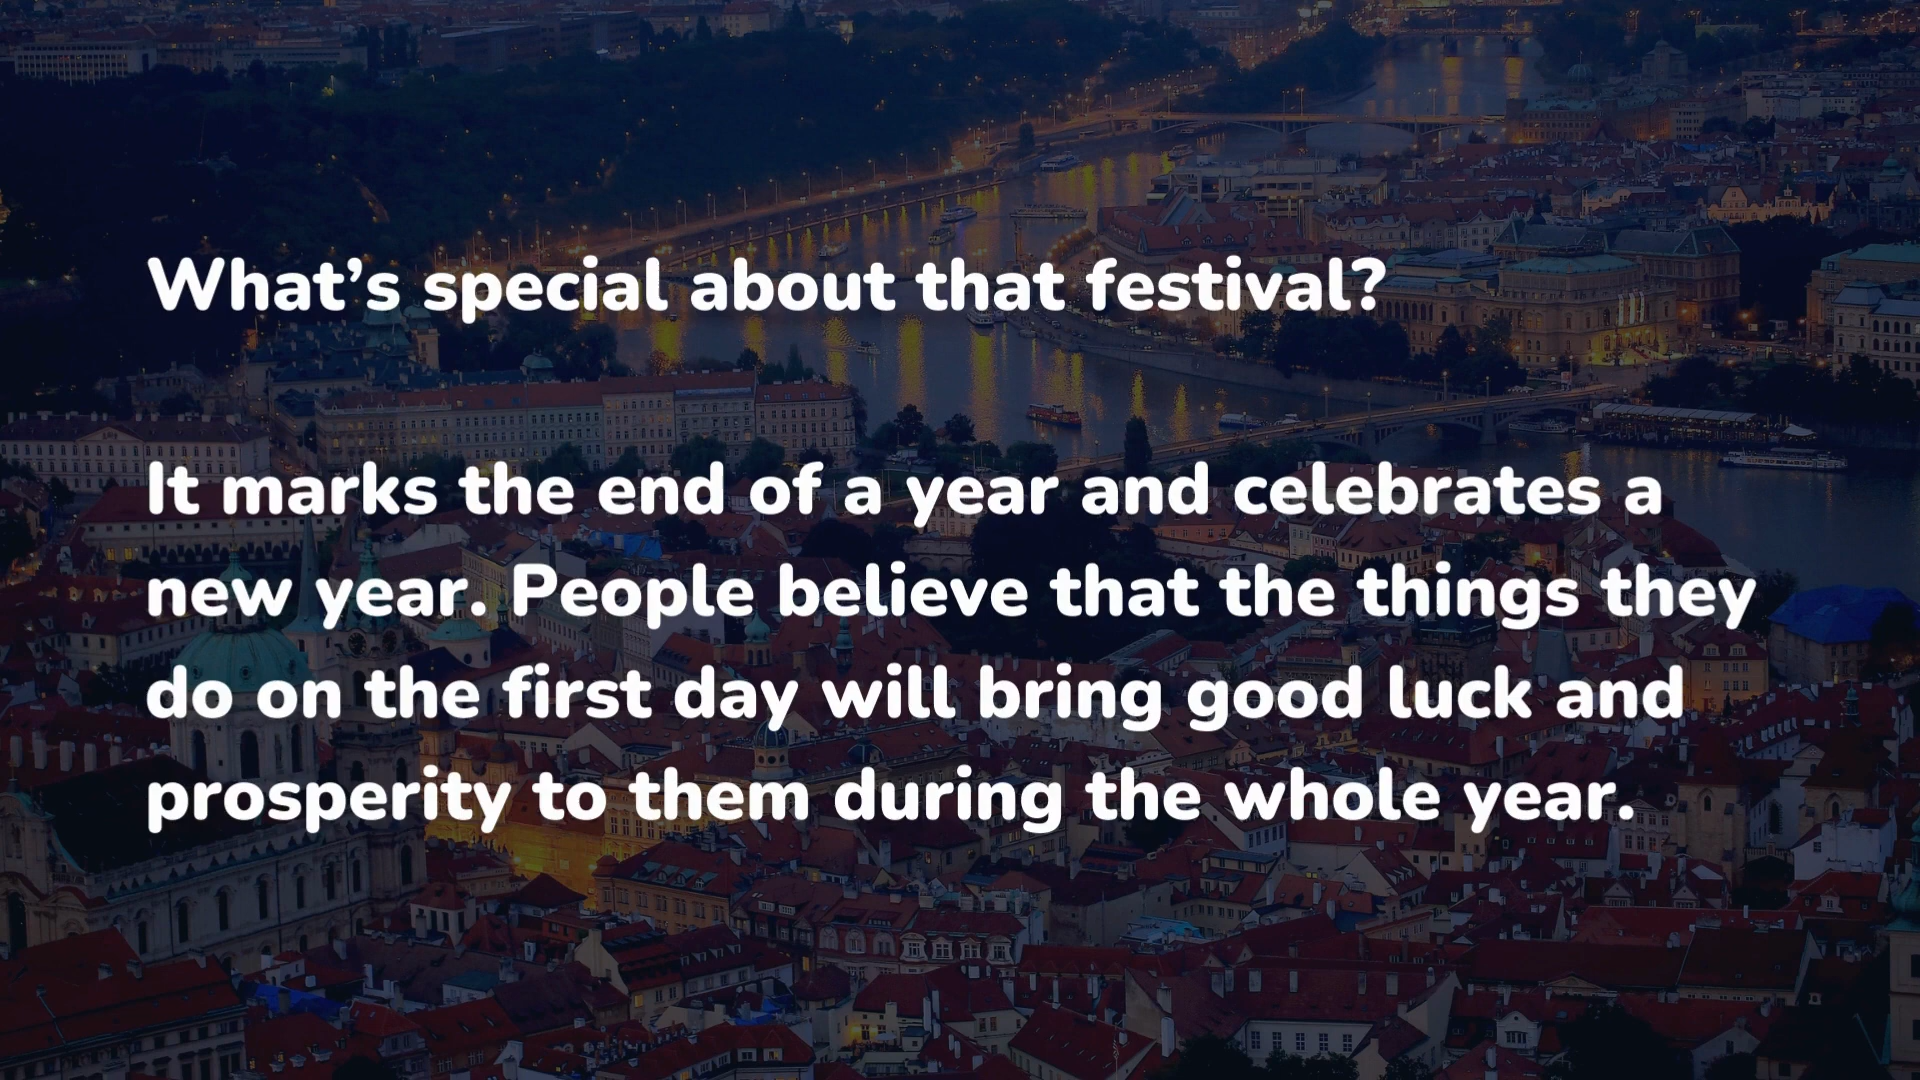 What’s special about that festival?
It marks the end of a year and celebrates a
new year. People believe that the things they
do on the first day will bring good luck and
prosperity to them during the whole year.